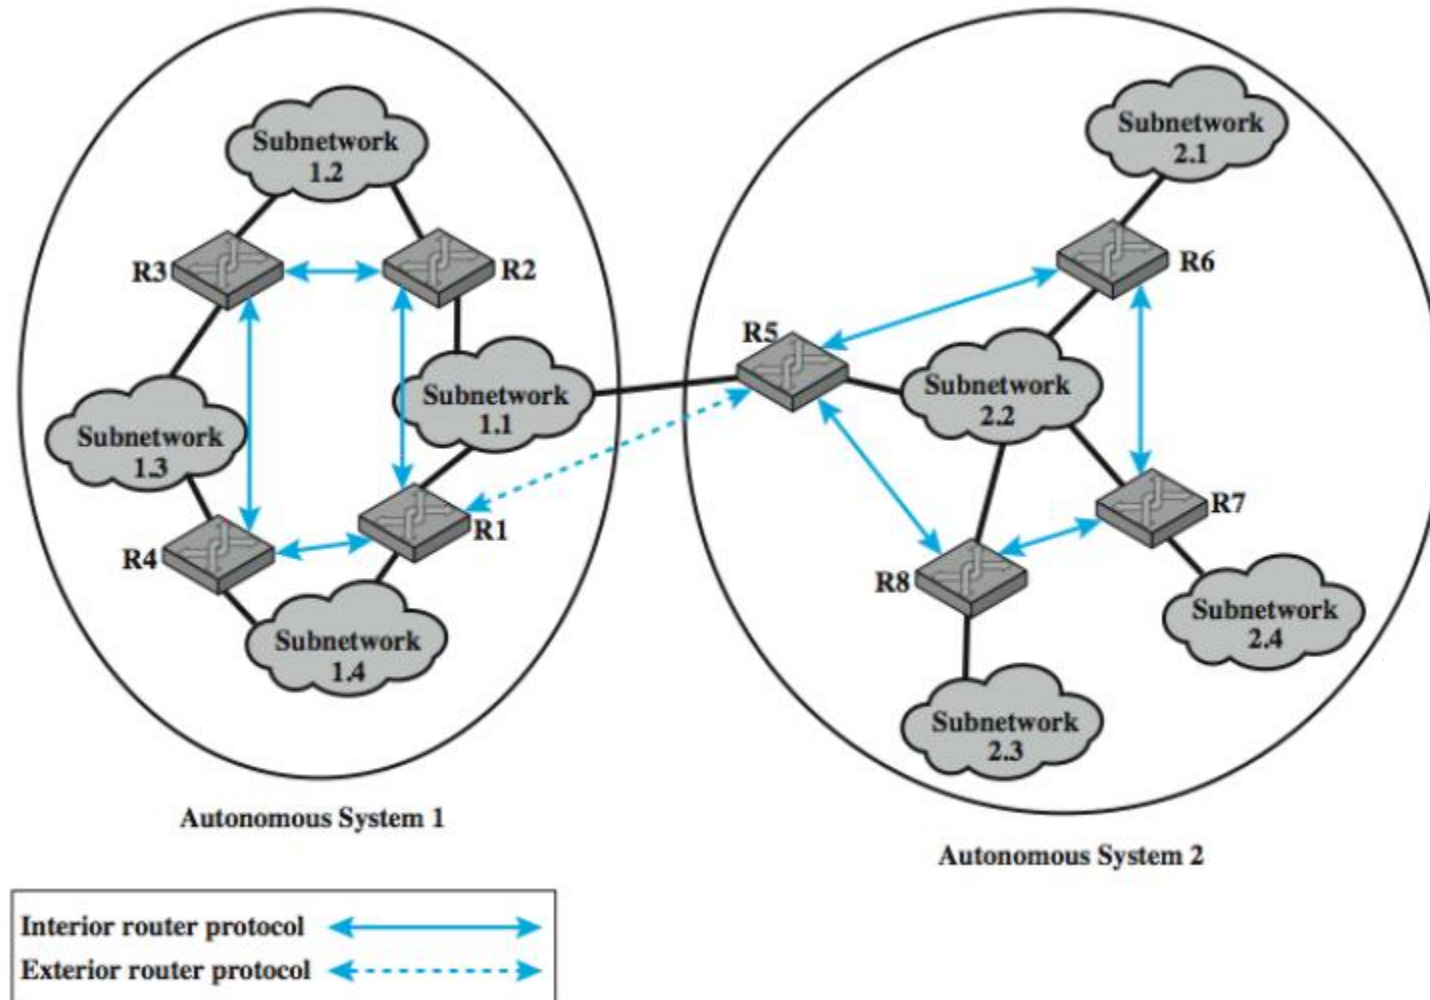 Subnetwork
1.2
R3
R2
Subnetwork
1.1
Subnetwork
1.3
R4
R1
Subnetwork
1.4
Autonomous System 1
Subnetwork
2.1
R6
R5
Subnetwork
2.2
R7
R8
Subnetwork
2.4
Subnetwork
2.3
Autonomous System 2
Interior router protocol
Exterior router protocol